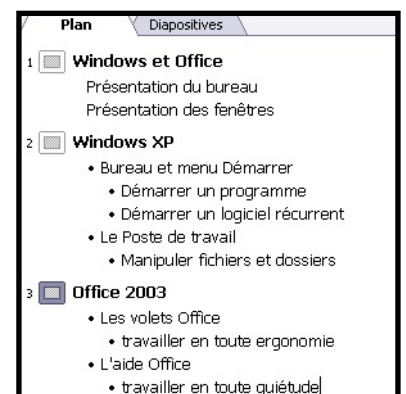 Plan Diapositives
1 Windows et Office
Présentation du bureau
Présentation des fenêtres
2 Windows XP
• Bureau et menu Démarrer
• Démarrer un programme
• Démarrer un logiciel récurrent
• Le Poste de travail
• Manipuler fichiers et dossiers
3 Office 2003
• Les volets Office
• travailler en toute ergonomie
• L'aide Office
• travailler en toute quiétude